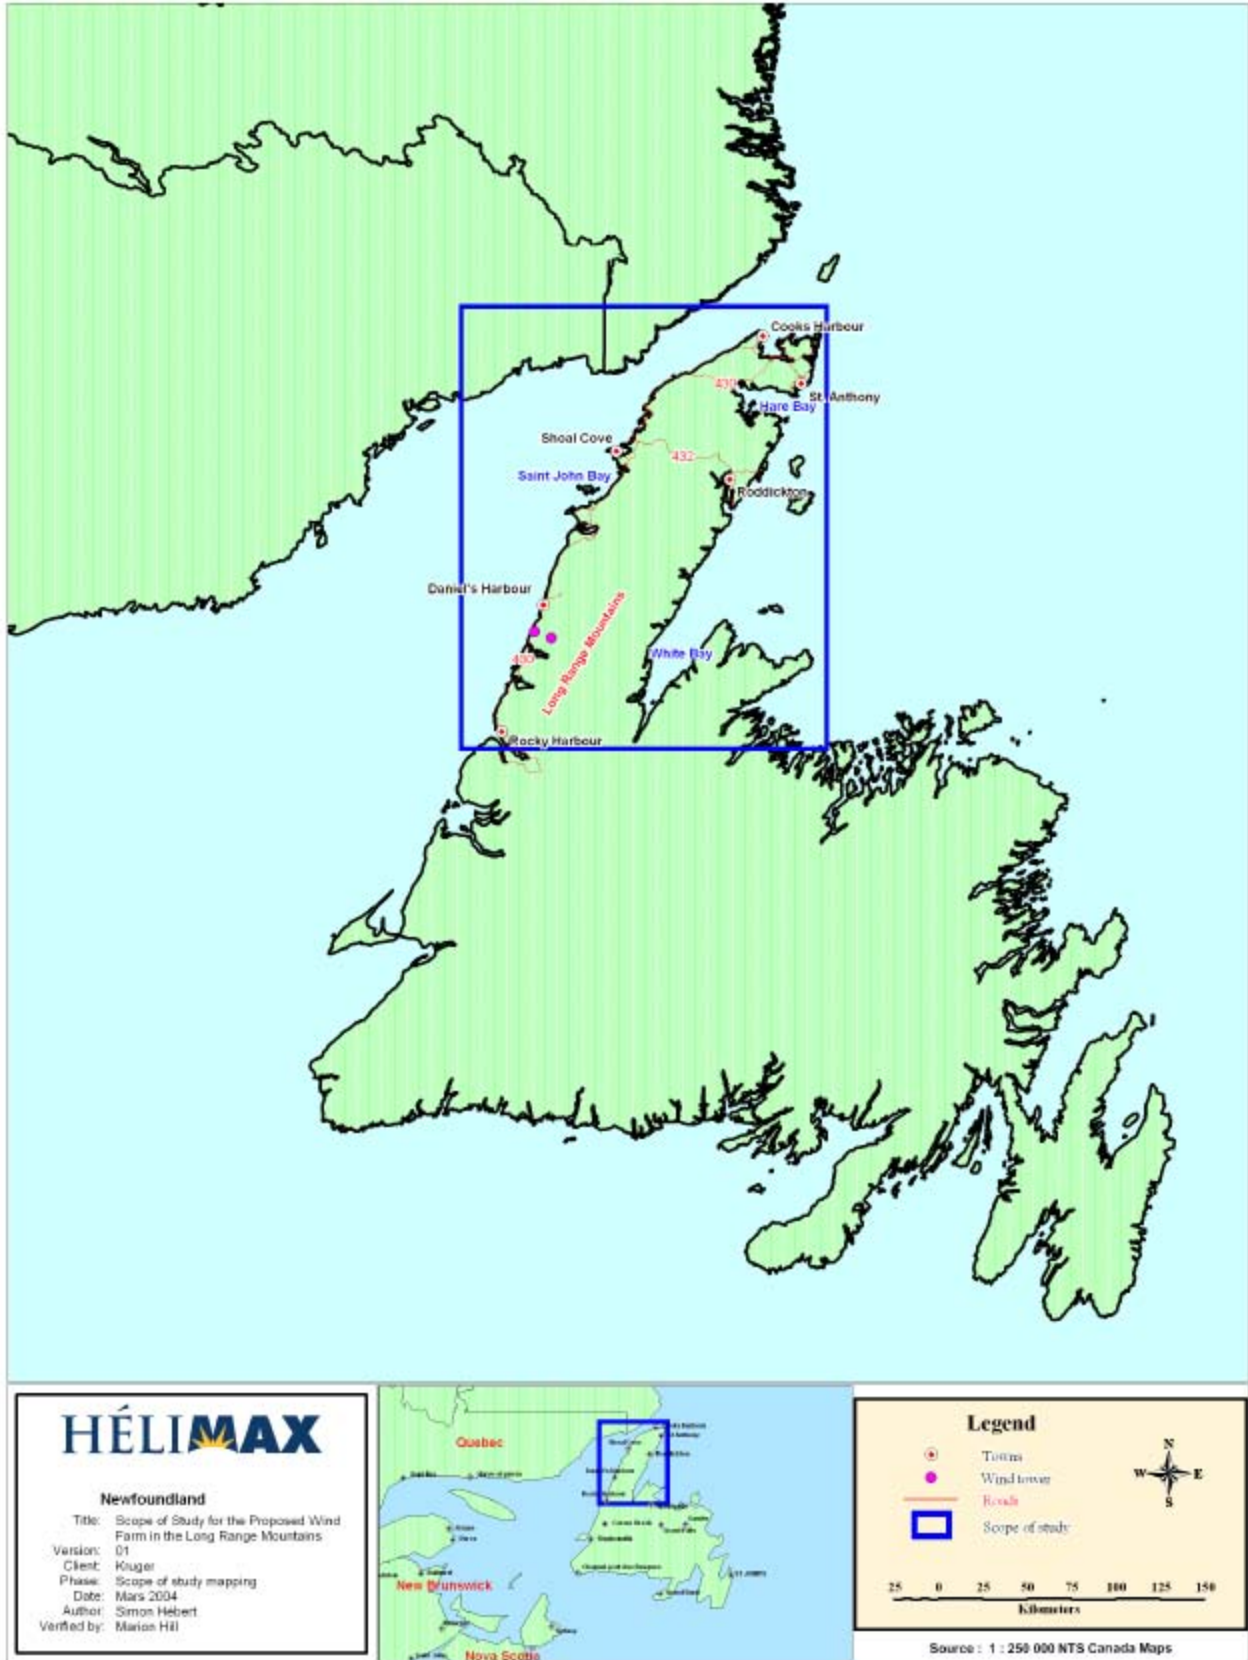 Cooks Harbour
430
St. Anthony
Hare Bay
Shoal Cove
432
Saint John Bay
Roddickton
Daniel's Harbour
Long Range Mountains
White Bay
430
Rocky Harbour
HÉLIMAX
Newfoundland
Title: Scope of Study for the Proposed Wind
Farm in the Long Range Mountains
Version: 01
Client: Kruger
Phase: Scope of study mapping
Date: Mars 2004
Author: Simon Hébert
Verified by: Marion Hill
Quebec
New Brunswick
Nova Scotia
Legend
Towns
Wind tower
Roads
Scope of study
N
W E
S
25 0 25 50 75 100 125 150
Kilometers
Source : 1 : 250 000 NTS Canada Maps